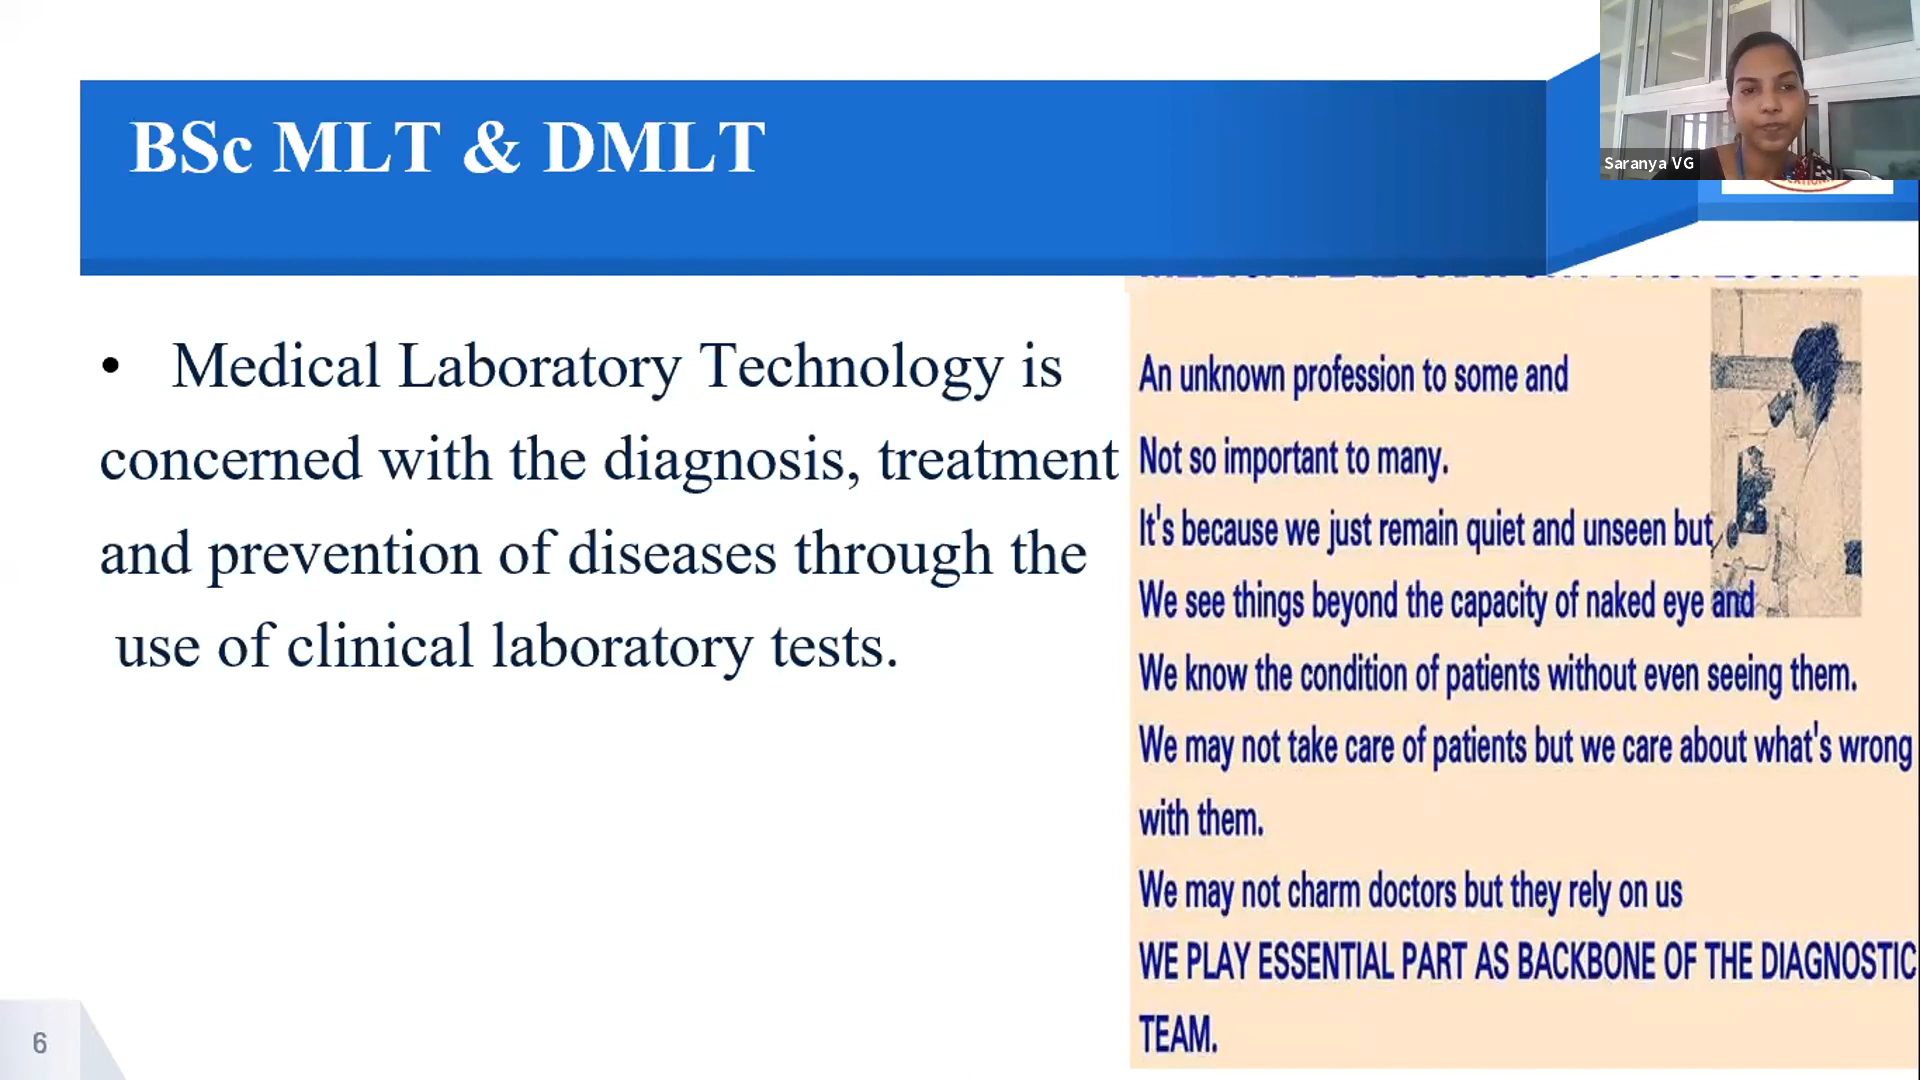 BSc MLT & DMLT
Saranya VG
• Medical Laboratory Technology is
concerned with the diagnosis, treatment
and prevention of diseases through the
use of clinical laboratory tests.
An unknown profession to some and
Not so important to many.
It's because we just remain quiet and unseen but
We see things beyond the capacity of naked eye and
We know the condition of patients without even seeing them.
We may not take care of patients but we care about what's wrong
with them.
We may not charm doctors but they rely on us
WE PLAY ESSENTIAL PART AS BACKBONE OF THE DIAGNOSTIC
TEAM.
6